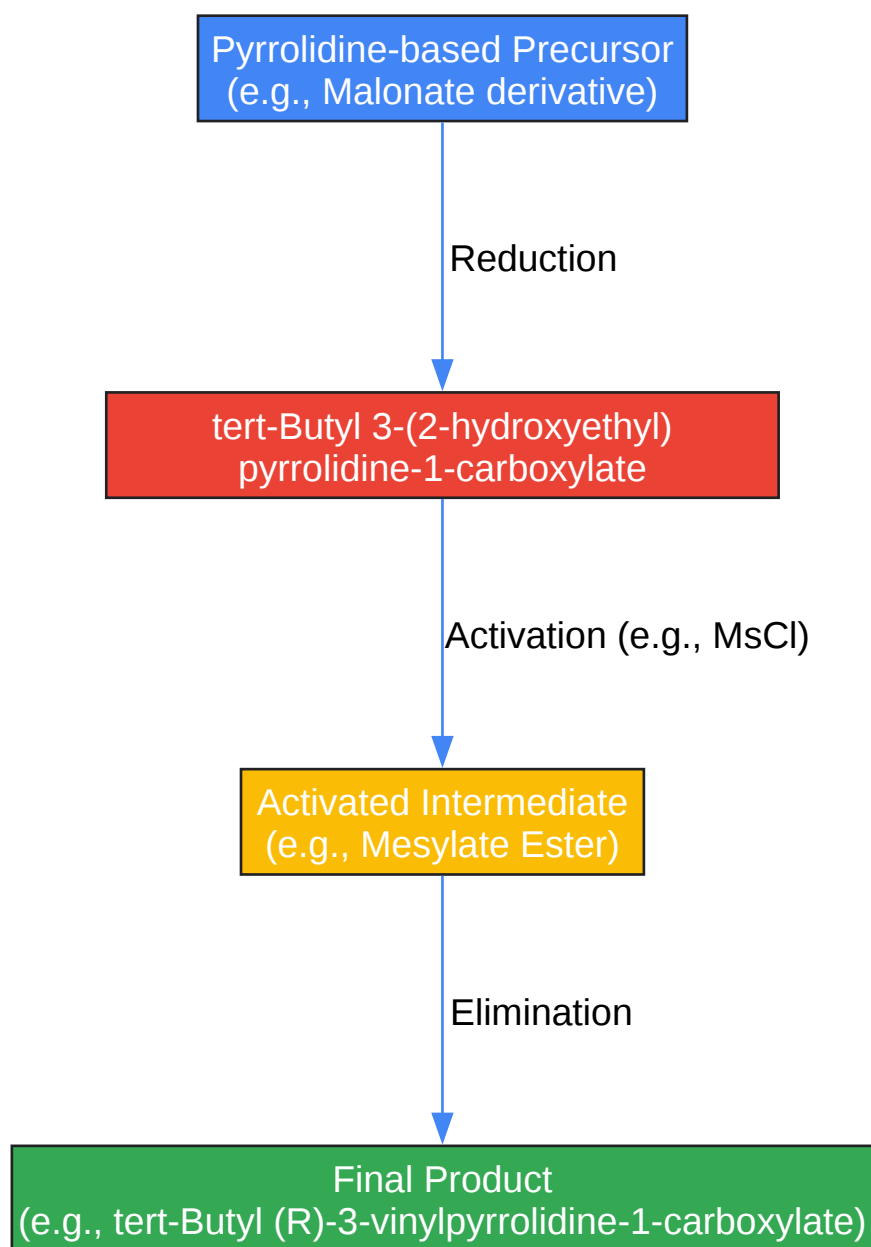 Pyrrolidine-based Precursor
(e.g., Malonate derivative)
Reduction
tert-Butyl 3-(2-hydroxyethyl)
pyrrolidine-1-carboxylate
Activation (e.g., MsCl)
Activated Intermediate
(e.g., Mesylate Ester)
Elimination
Final Product
(e.g., tert-Butyl (R)-3-vinylpyrrolidine-1-carboxylate)